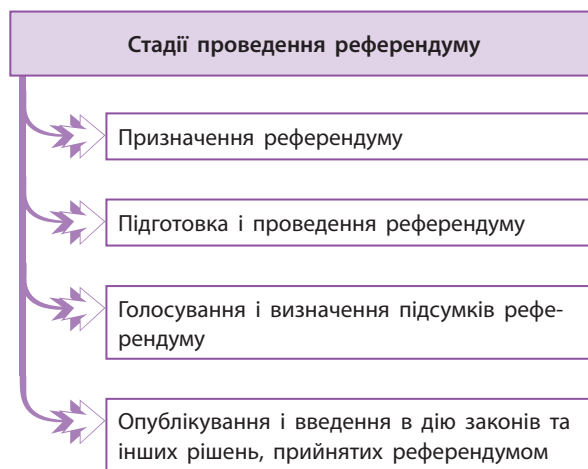 Стадії проведення референдуму
Призначення референдуму
Підготовка і проведення референдуму
Голосування і визначення підсумків рефе-
рендуму
Опублікування і введення в дію законів та
інших рішень, прийнятих референдумом